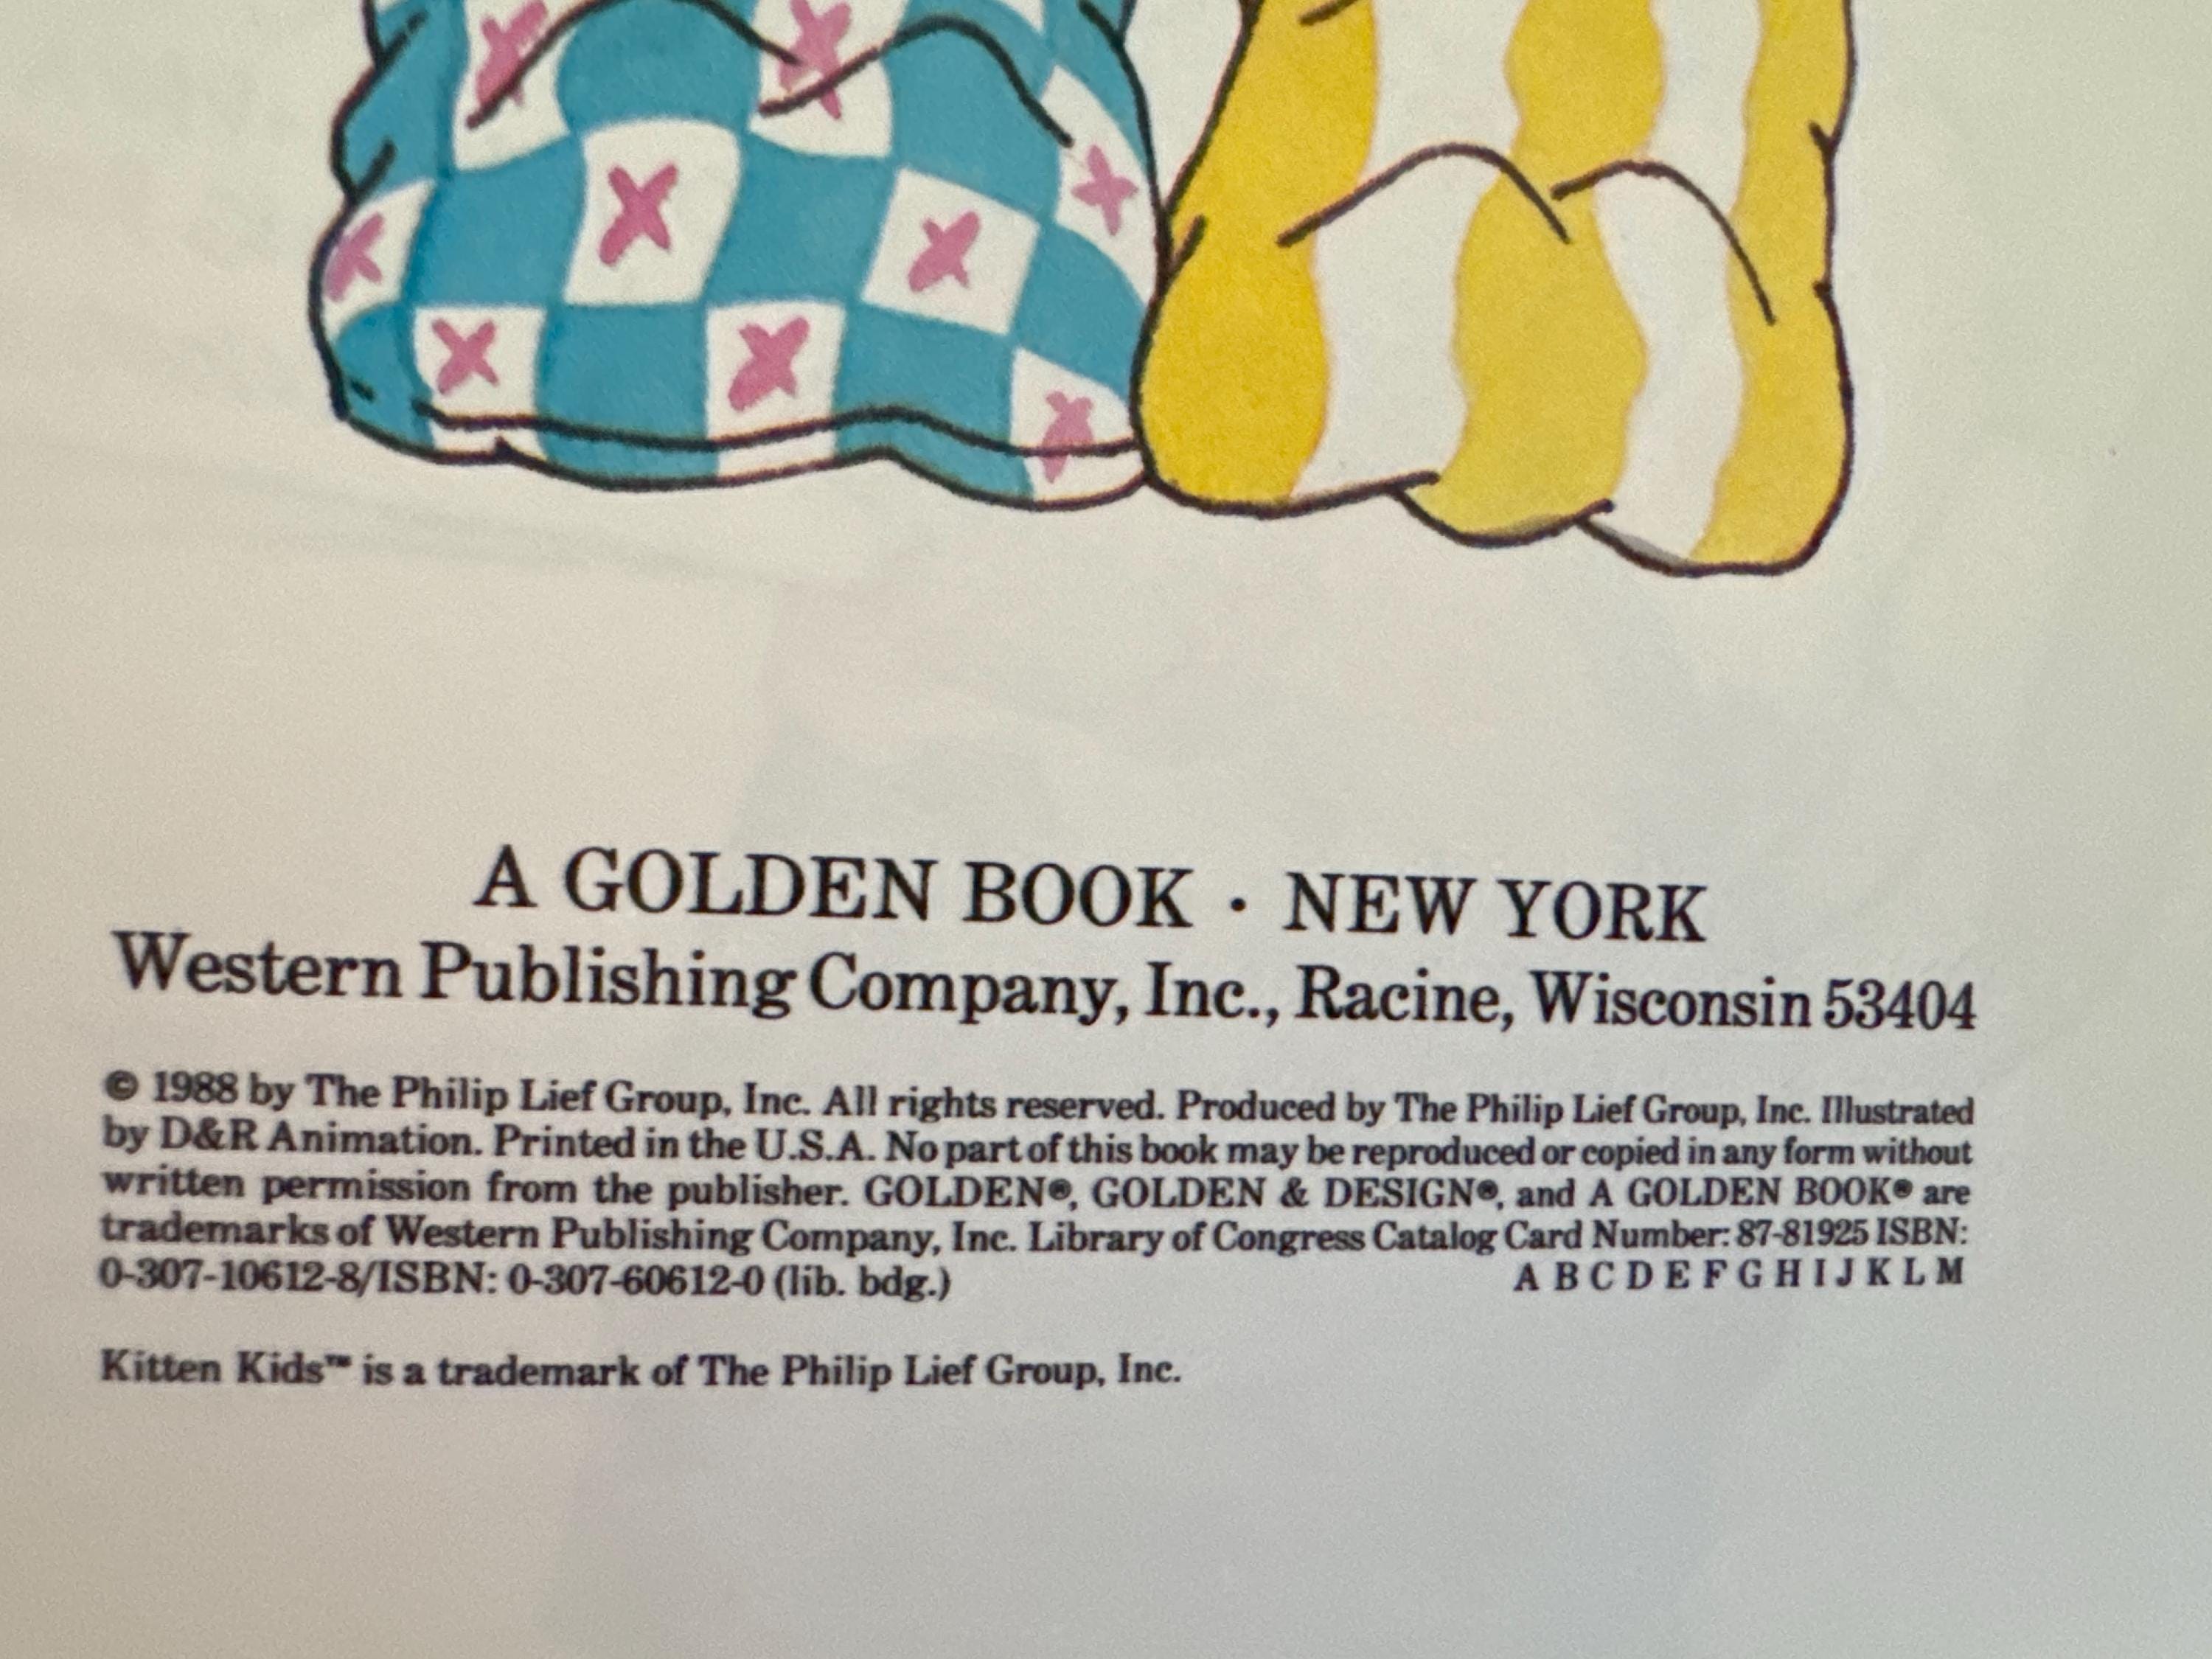 A GOLDEN BOOK · NEW YORK
Western Publishing Company, Inc., Racine, Wisconsin 53404
© 1988 by The Philip Lief Group, Inc. All rights reserved. Produced by The Philip Lief Group, Inc. Illustrated
by D&R Animation. Printed in the U.S.A. No part of this book may be reproduced or copied in any form without
written permission from the publisher. GOLDEN®, GOLDEN & DESIGN®, and A GOLDEN BOOK® are
trademarks of Western Publishing Company, Inc. Library of Congress Catalog Card Number: 87-81925 ISBN:
0-307-10612-8/ISBN: 0-307-60612-0 (lib. bdg.) A B C D E F G H I J K L M
Kitten Kids™ is a trademark of The Philip Lief Group, Inc.